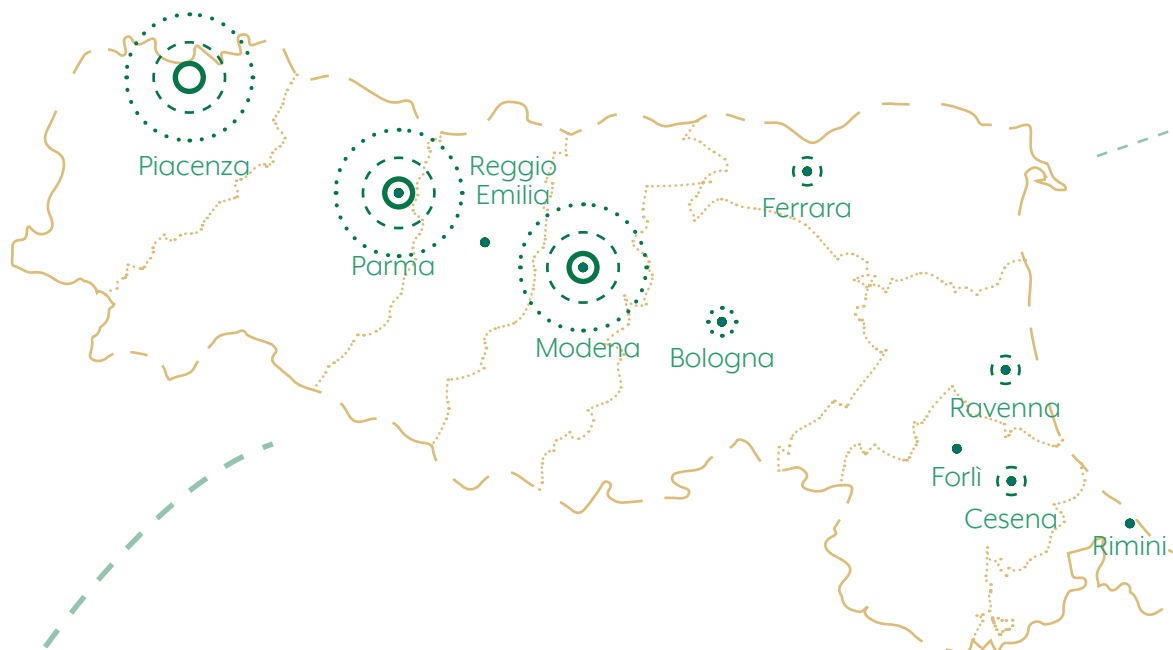 Piacenza
Reggio
Emilia
Ferrara
Parma
Modena
Bologna
Ravenna
Forlì
Cesena
Rimini